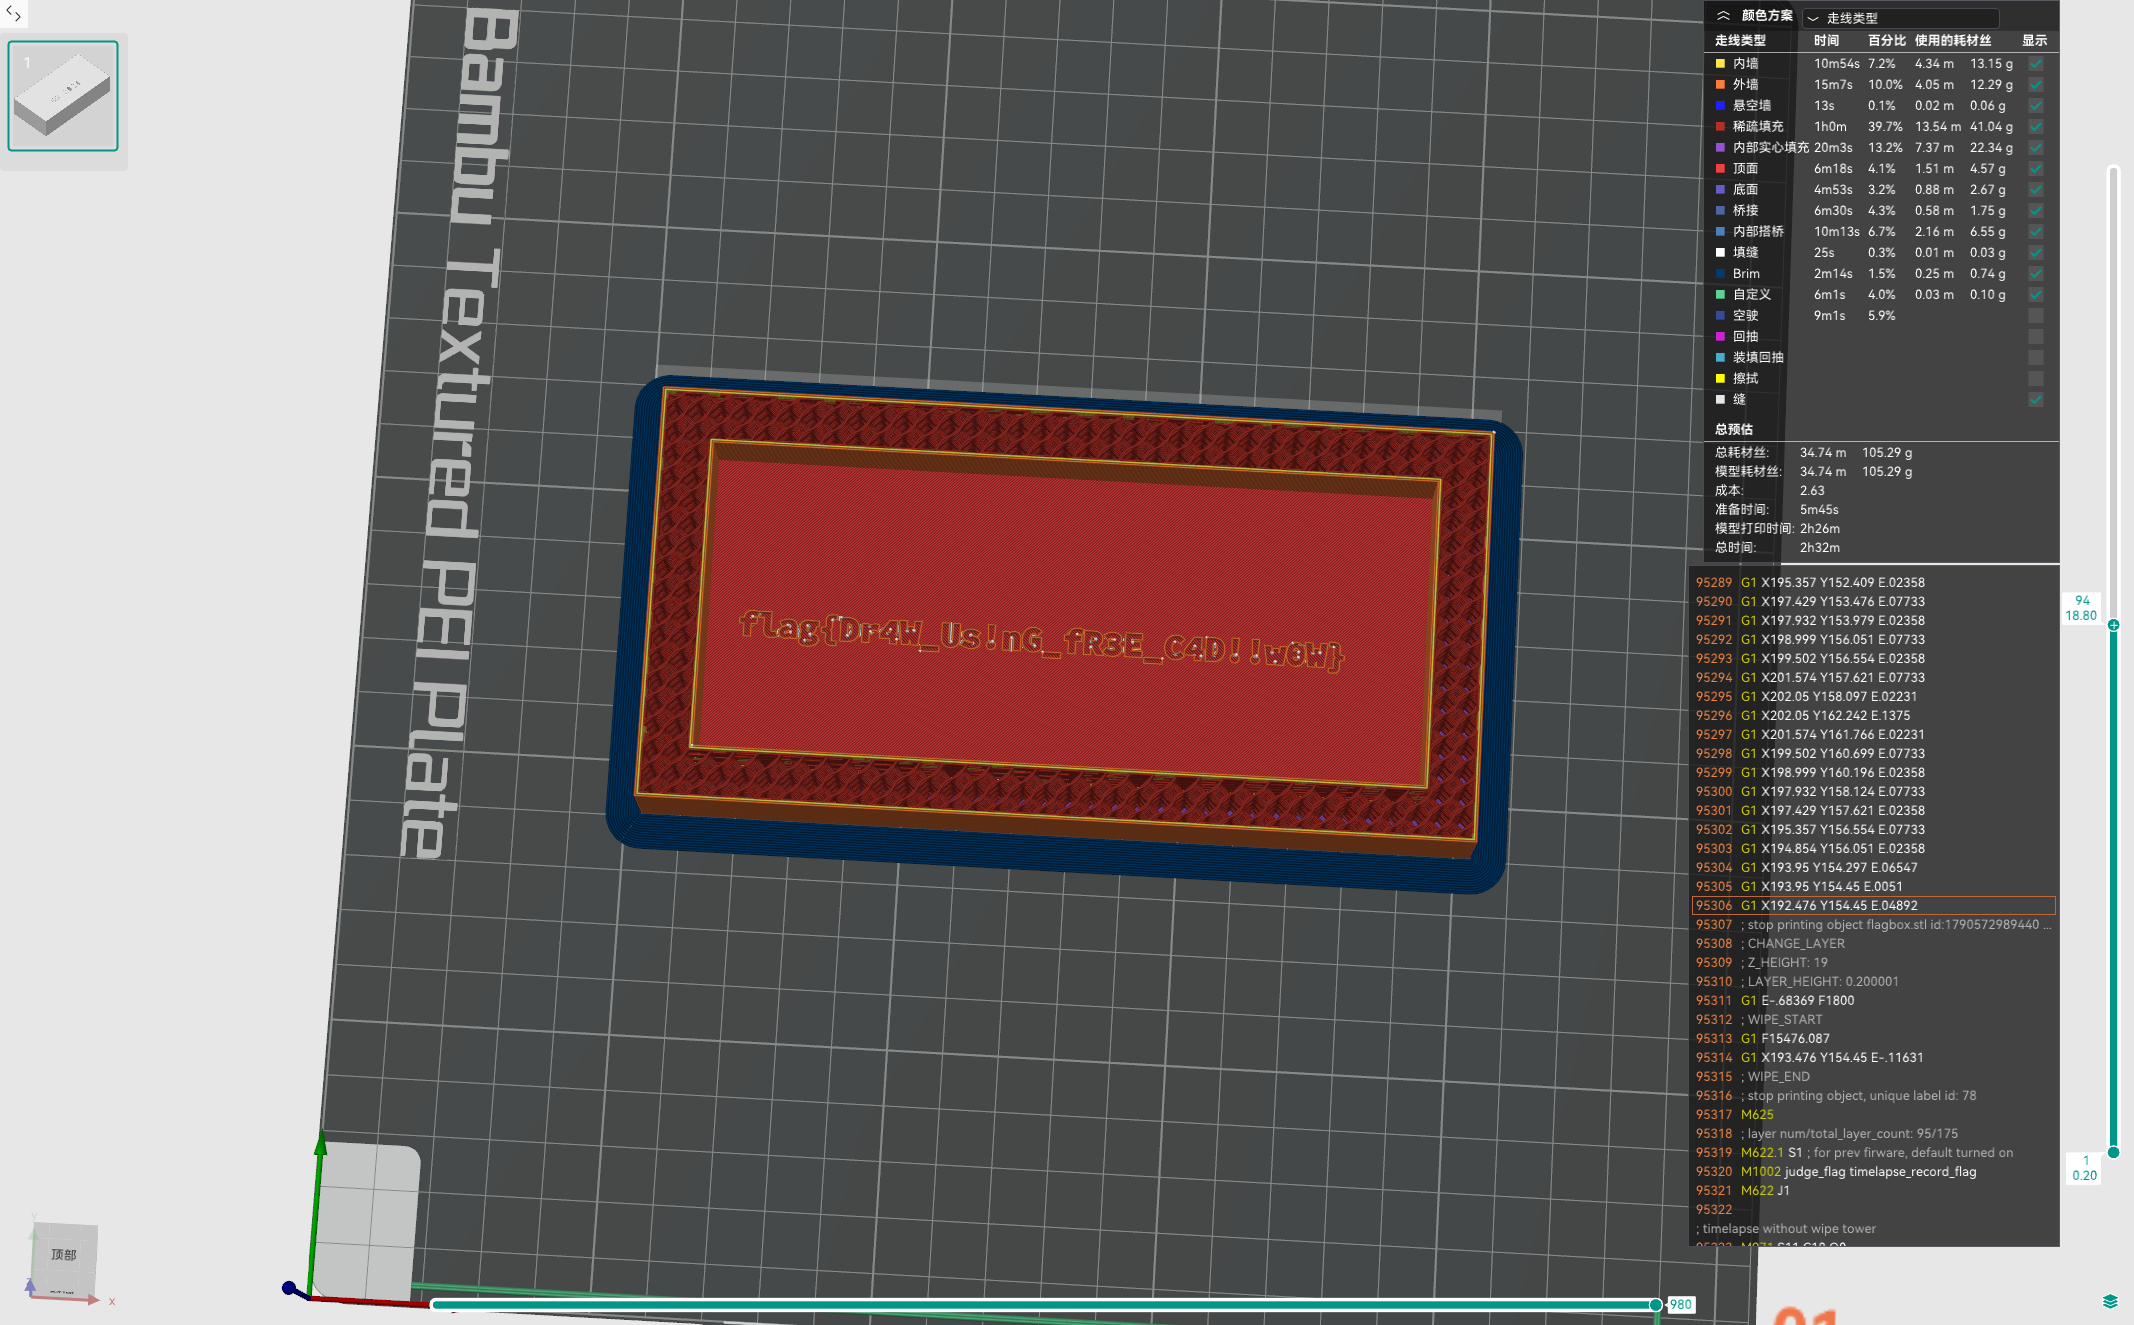 1
Bambu Textured PEI Plate
flag{Dr4W_Us!nG_fR3E_C4D!!w0W}
颜色方案 走线类型
走线类型 时间 百分比 使用的耗材丝 显示
内墙 10m54s 7.2% 4.34 m 13.15 g
外墙 15m7s 10.0% 4.05 m 12.29 g
悬空墙 13s 0.1% 0.02 m 0.06 g
稀疏填充 1h0m 39.7% 13.54 m 41.04 g
内部实心填充 20m3s 13.2% 7.37 m 22.34 g
顶面 6m18s 4.1% 1.51 m 4.57 g
底面 4m53s 3.2% 0.88 m 2.67 g
桥接 6m30s 4.3% 0.58 m 1.75 g
内部搭桥 10m13s 6.7% 2.16 m 6.55 g
填缝 25s 0.3% 0.01 m 0.03 g
Brim 2m14s 1.5% 0.25 m 0.74 g
自定义 6m1s 4.0% 0.03 m 0.10 g
空驶 9m1s 5.9%
回抽
装填回抽
擦拭
缝
总预估
总耗材丝: 34.74 m 105.29 g
模型耗材丝: 34.74 m 105.29 g
成本: 2.63
准备时间: 5m45s
模型打印时间: 2h26m
总时间: 2h32m
95289 G1 X195.357 Y152.409 E.02358
95290 G1 X197.429 Y153.476 E.07733
95291 G1 X197.932 Y153.979 E.02358
95292 G1 X198.999 Y156.051 E.07733
95293 G1 X199.502 Y156.554 E.02358
95294 G1 X201.574 Y157.621 E.07733
95295 G1 X202.05 Y158.097 E.02231
95296 G1 X202.05 Y162.242 E.1375
95297 G1 X201.574 Y161.766 E.02231
95298 G1 X199.502 Y160.699 E.07733
95299 G1 X198.999 Y160.196 E.02358
95300 G1 X197.932 Y158.124 E.07733
95301 G1 X197.429 Y157.621 E.02358
95302 G1 X195.357 Y156.554 E.07733
95303 G1 X194.854 Y156.051 E.02358
95304 G1 X193.95 Y154.297 E.06547
95305 G1 X193.95 Y154.45 E.0051
95306 G1 X192.476 Y154.45 E.04892
95307 ; stop printing object flagbox.stl id:1790572989440 ...
95308 ; CHANGE_LAYER
95309 ; Z_HEIGHT: 19
95310 ; LAYER_HEIGHT: 0.200001
95311 G1 E-.68369 F1800
95312 ; WIPE_START
95313 G1 F15476.087
95314 G1 X193.476 Y154.45 E-.11631
95315 ; WIPE_END
95316 ; stop printing object, unique label id: 78
95317 M625
95318 ; layer num/total_layer_count: 95/175
95319 M622.1 S1 ; for prev firware, default turned on
95320 M1002 judge_flag timelapse_record_flag
95321 M622 J1
95322
; timelapse without wipe tower
94
18.80
1
0.20
980
顶部
x